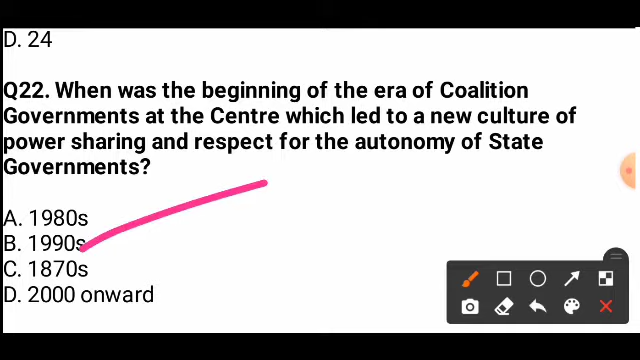 D. 24
Q22. When was the beginning of the era of Coalition
Governments at the Centre which led to a new culture of
power sharing and respect for the autonomy of State
Governments?
A. 1980s
B. 1990s
C. 1870s
D. 2000 onward